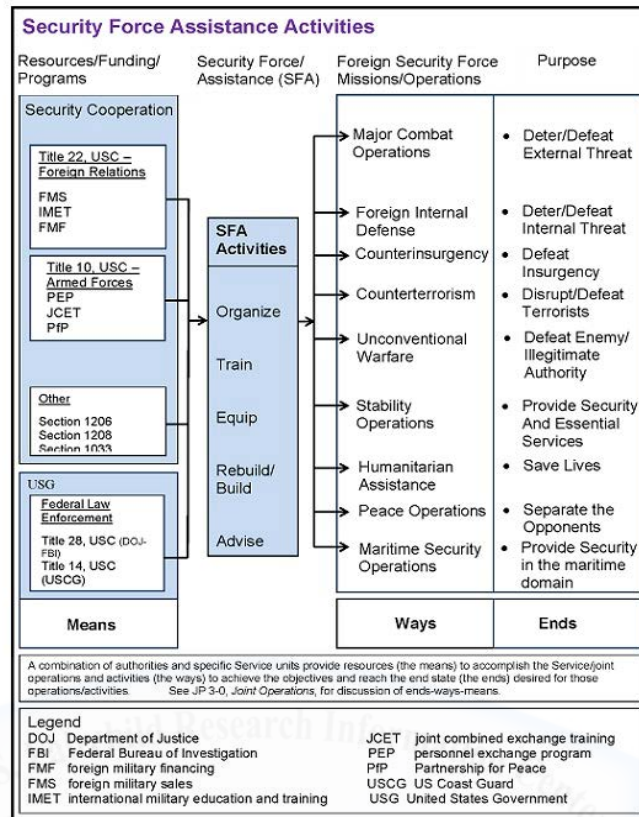 Security Force Assistance Activities
Resources/Funding/
Programs
Security Force/
Assistance (SFA)
Foreign Security Force
Missions/Operations
Purpose
Security Cooperation
Title 22, USC –
Foreign Relations
FMS
IMET
FMF
Title 10, USC –
Armed Forces
PEP
JCET
PfP
Other
Section 1206
Section 1208
Section 1033
USG
Federal Law
Enforcement
Title 28, USC (DOJ-
FBI)
Title 14, USC
(USCG)
Means
SFA
Activities
Organize
Train
Equip
Rebuild/
Build
Advise
Major Combat
Operations
Foreign Internal
Defense
Counterinsurgency
Counterterrorism
Unconventional
Warfare
Stability
Operations
Humanitarian
Assistance
Peace Operations
Maritime Security
Operations
Ways
• Deter/Defeat
External Threat
• Deter/Defeat
Internal Threat
• Defeat
Insurgency
• Disrupt/Defeat
Terrorists
• Defeat Enemy/
Illegitimate
Authority
• Provide Security
And Essential
Services
• Save Lives
• Separate the
Opponents
• Provide Security
in the maritime
domain
Ends
A combination of authorities and specific Service units provide resources (the means) to accomplish the Service/joint
operations and activities (the ways) to achieve the objectives and reach the end state (the ends) desired for those
operations/activities. See JP 3-0, Joint Operations, for discussion of ends-ways-means.
Legend
DOJ Department of Justice
FBI Federal Bureau of Investigation
FMF foreign military financing
FMS foreign military sales
IMET international military education and training
JCET joint combined exchange training
PEP personnel exchange program
PfP Partnership for Peace
USCG US Coast Guard
USG United States Government